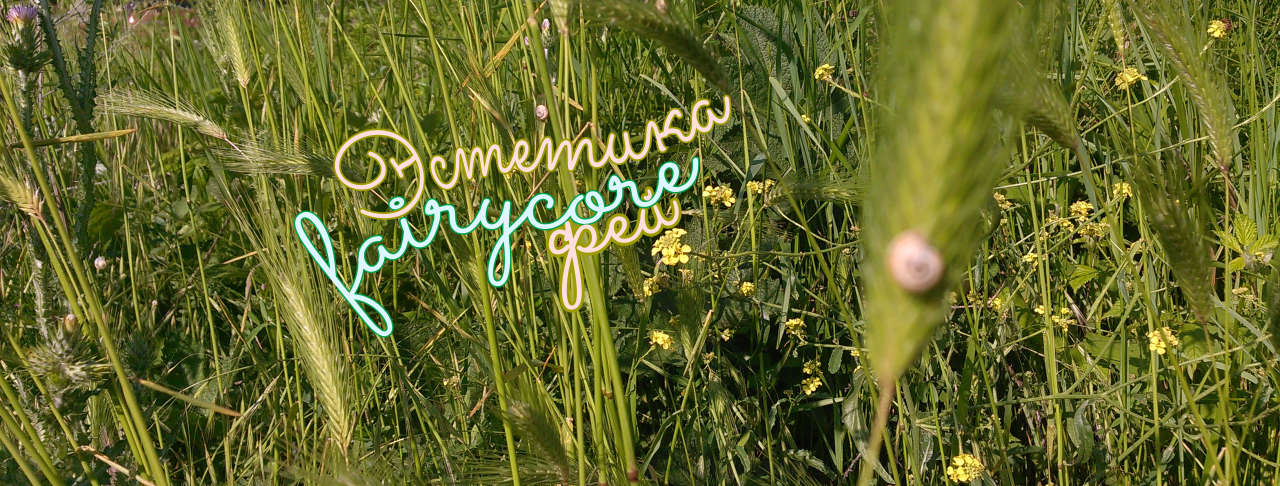 Эстетика
fairycore
феи